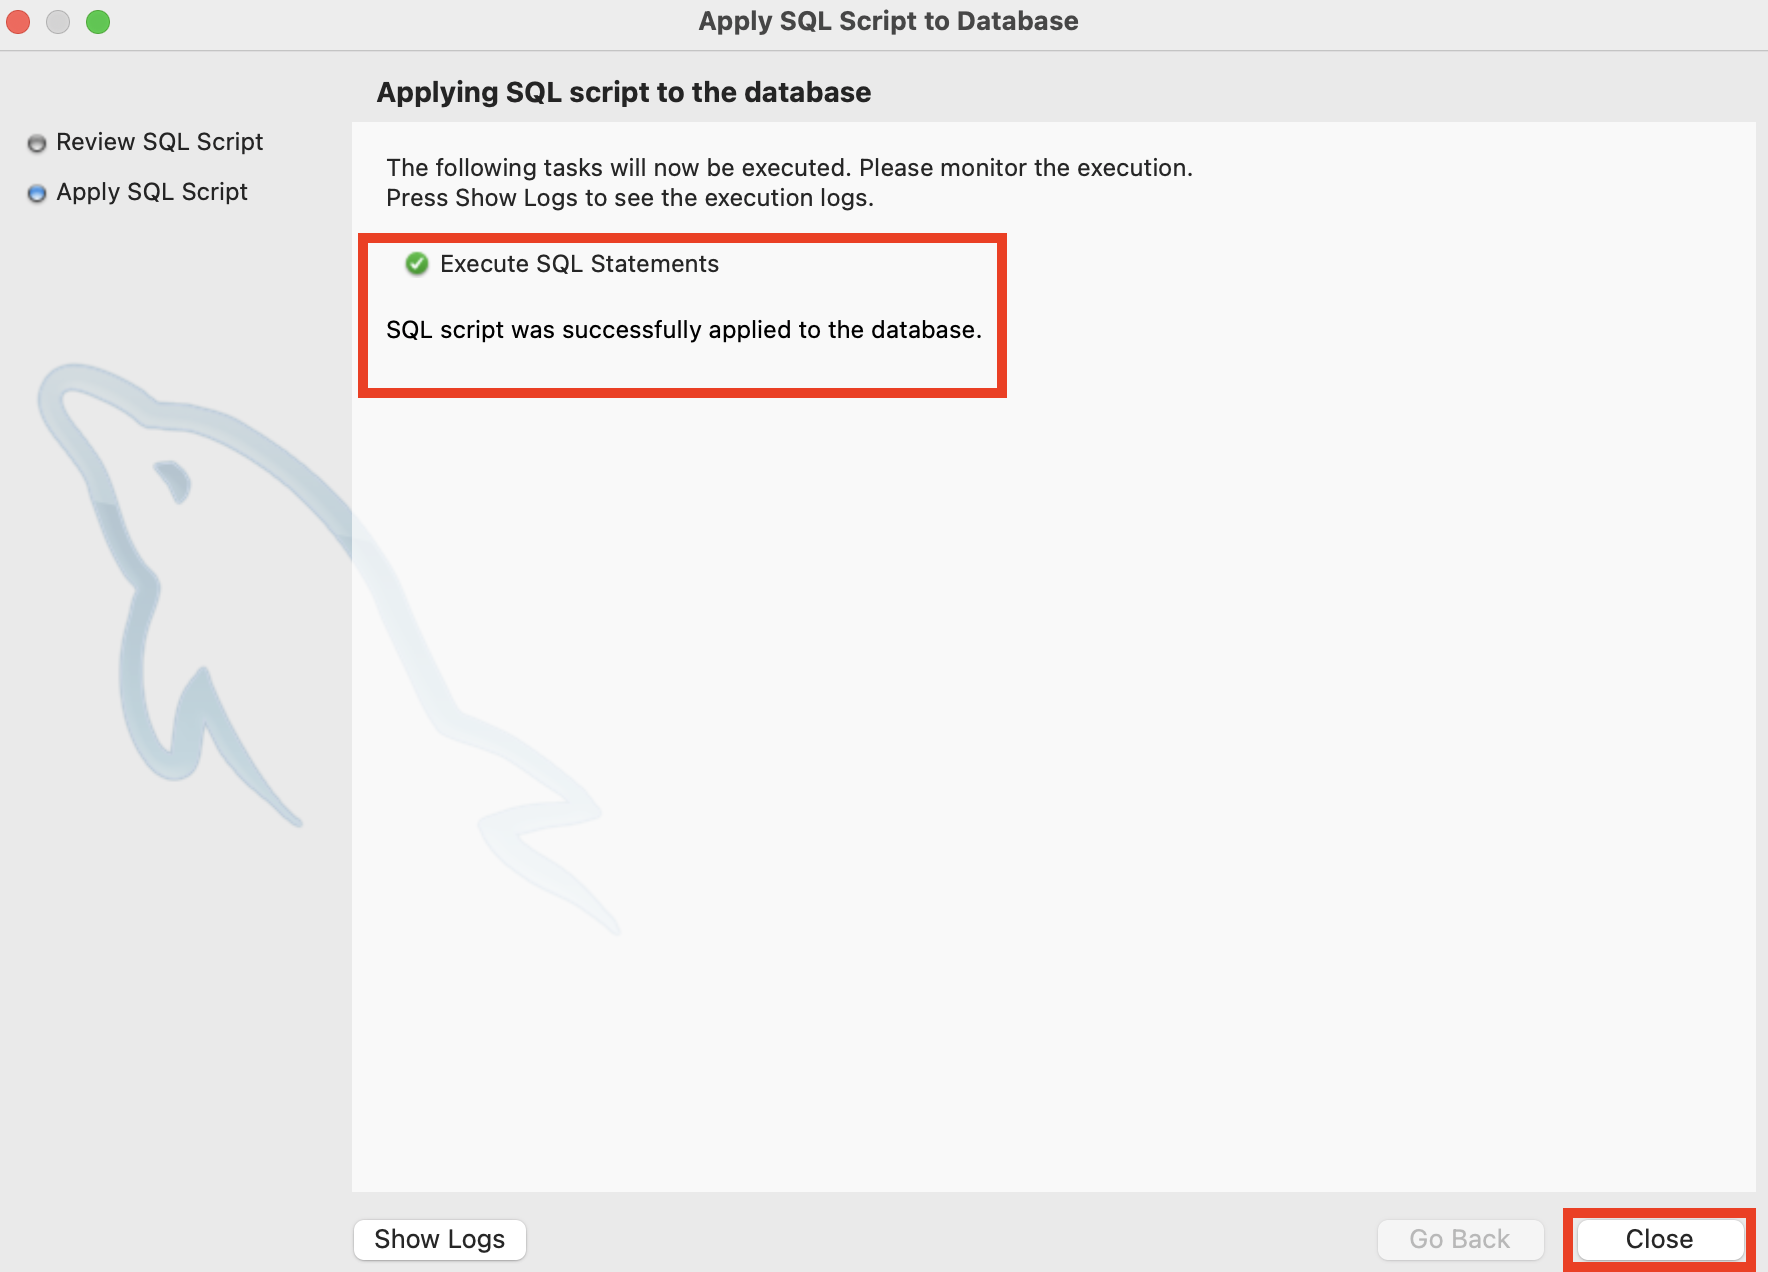 Apply SQL Script to Database
Applying SQL script to the database
Review SQL Script
Apply SQL Script
The following tasks will now be executed. Please monitor the execution.
Press Show Logs to see the execution logs.
Execute SQL Statements
SQL script was successfully applied to the database.
Show Logs
Go Back
Close